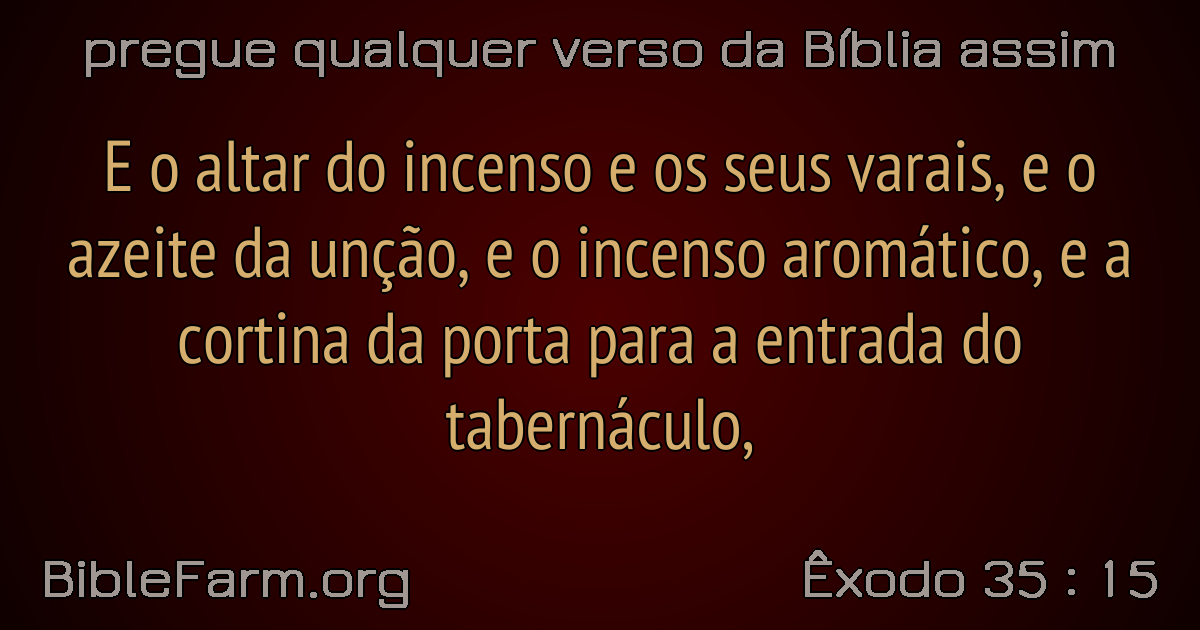 pregue qualquer verso da Bíblia assim
E o altar do incenso e os seus varais, e o
azeite da unção, e o incenso aromático, e a
cortina da porta para a entrada do
tabernáculo,
BibleFarm.org
Êxodo 35 : 15